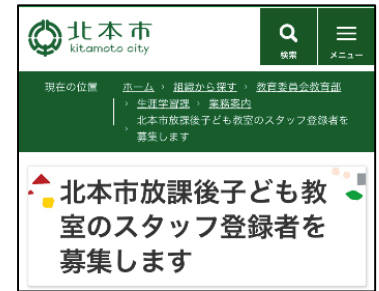 北本市
kitamoto city
検索
メニュー
現在の位置 ホーム › 組織から探す › 教育委員会教育部
› 生涯学習課 › 業務案内
› 北本市放課後子ども教室のスタッフ登録者を
募集します
北本市放課後子ども教
室のスタッフ登録者を
募集します